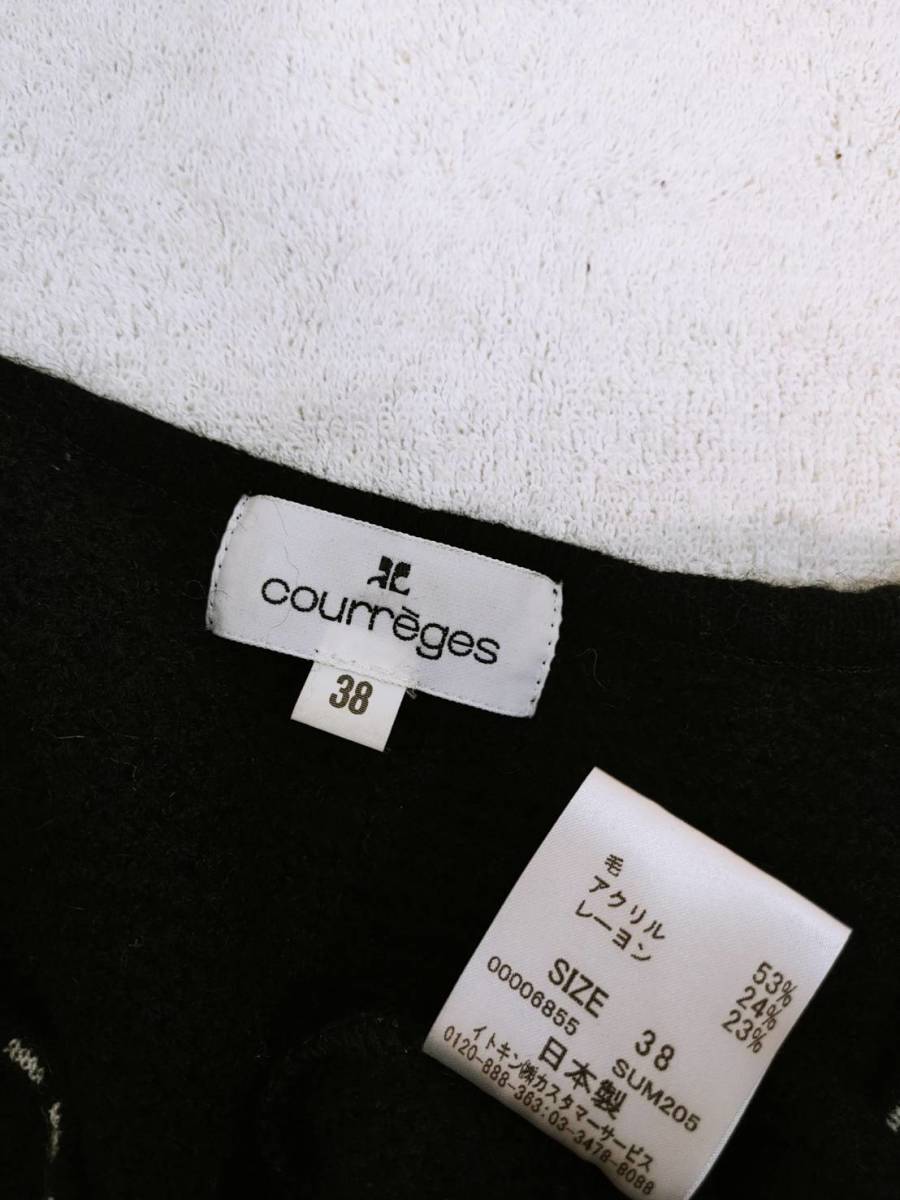 courrèges
38
毛 53%
アクリル 24%
レーヨン 23%
SIZE 38
00006855 SUM205
日本製
イトキン㈱カスタマーサービス
0120-888-363:03-3478-8088